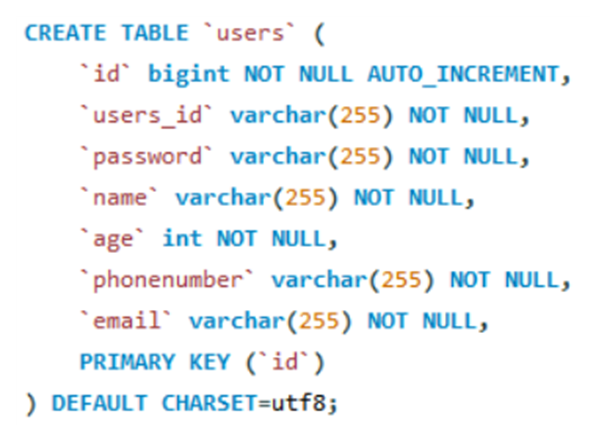 CREATE TABLE `users` (
    `id` bigint NOT NULL AUTO_INCREMENT,
    `users_id` varchar(255) NOT NULL,
    `password` varchar(255) NOT NULL,
    `name` varchar(255) NOT NULL,
    `age` int NOT NULL,
    `phonenumber` varchar(255) NOT NULL,
    `email` varchar(255) NOT NULL,
    PRIMARY KEY (`id`)
) DEFAULT CHARSET=utf8;